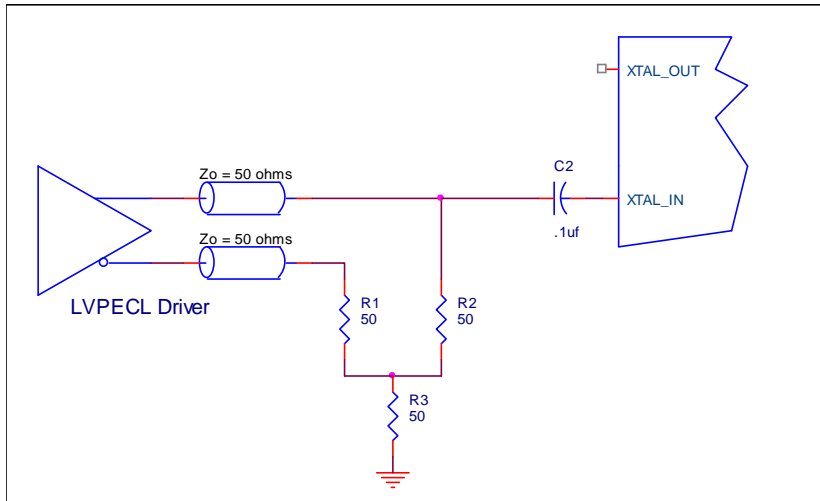 XTAL_OUT
Zo = 50 ohms
C2
XTAL_IN
.1uf
Zo = 50 ohms
LVPECL Driver
R1
50
R2
50
R3
50